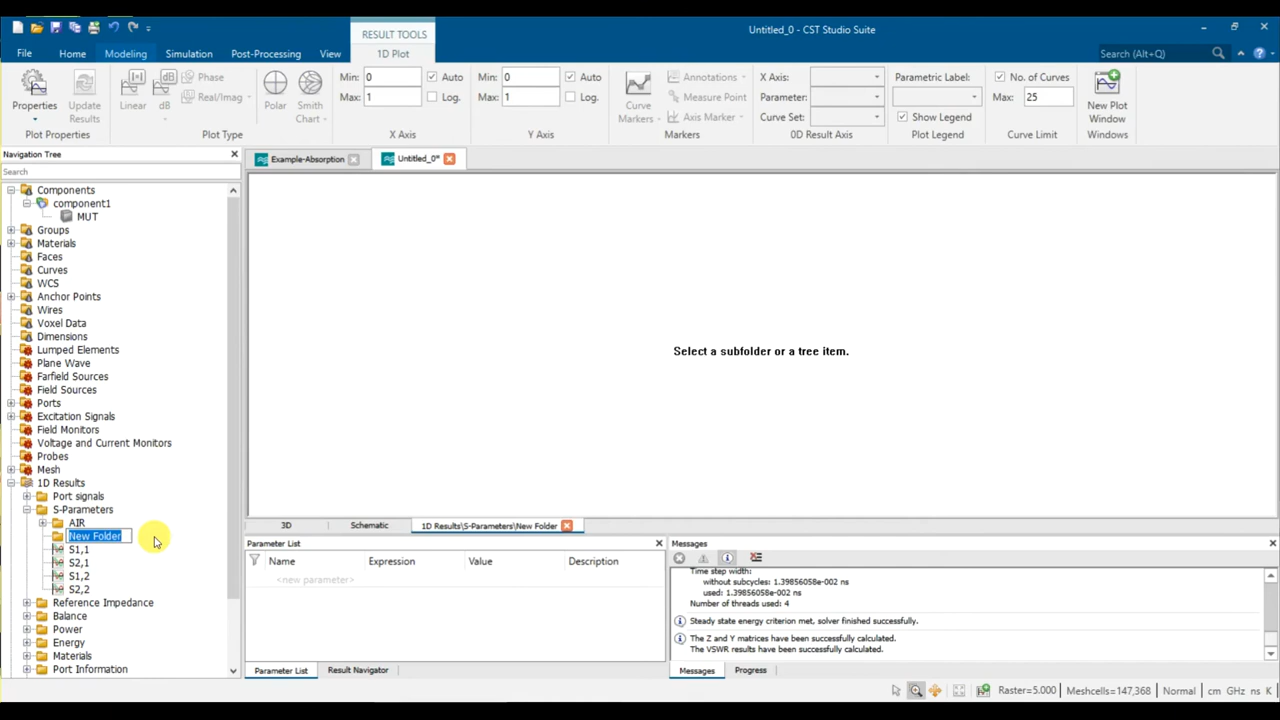 RESULT TOOLS
Untitled_0 - CST Studio Suite
File
Home
Modeling
Simulation
Post-Processing
View
1D Plot
Search (Alt+Q)
Properties
Update
Results
Plot Properties
Linear
dB
Phase
Real/Imag
Polar
Smith
Chart
Plot Type
Min: 0
Auto
Max: 1
Log.
X Axis
Min: 0
Auto
Max: 1
Log.
Y Axis
Curve
Markers
Annotations
Measure Point
Axis Marker
Markers
X Axis:
Parameter:
Curve Set:
0D Result Axis
Parametric Label:
Show Legend
Plot Legend
No. of Curves
Max: 25
Curve Limit
New Plot
Window
Windows
Navigation Tree
Search
Components
component1
MUT
Groups
Materials
Faces
Curves
WCS
Anchor Points
Wires
Voxel Data
Dimensions
Lumped Elements
Plane Wave
Farfield Sources
Field Sources
Ports
Excitation Signals
Field Monitors
Voltage and Current Monitors
Probes
Mesh
1D Results
Port signals
S-Parameters
AIR
New Folder
S1,1
S2,1
S1,2
S2,2
Reference Impedance
Balance
Power
Energy
Materials
Port Information
Example-Absorption
Untitled_0*
Select a subfolder or a tree item.
3D
Schematic
1D Results\S-Parameters\New Folder
Parameter List
Name
Expression
Value
Description
<new parameter>
Parameter List
Result Navigator
Messages
Time step width:
without subcycles: 1.39856058e-002 ns
used: 1.39856058e-002 ns
Number of threads used: 4
Steady state energy criterion met, solver finished successfully.
The Z and Y matrices have been successfully calculated.
The VSWR results have been successfully calculated.
Messages
Progress
Raster=5.000
Meshcells=147,368
Normal
cm GHz ns K